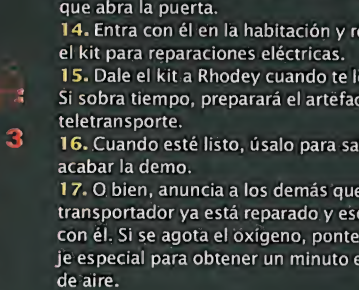 que abra la puerta.
14. Entra con él en la habitación y
el kit para reparaciones eléctricas.
15. Dale el kit a Rhodey cuando te
Si sobra tiempo, preparará el
teletransporte.
16. Cuando esté listo, úsalo para
acabar la demo.
17. O bien, anuncia a los demás que
transportador ya está reparado y
con él. Si se agota el oxígeno, ponte
je especial para obtener un minuto
de aire.
3